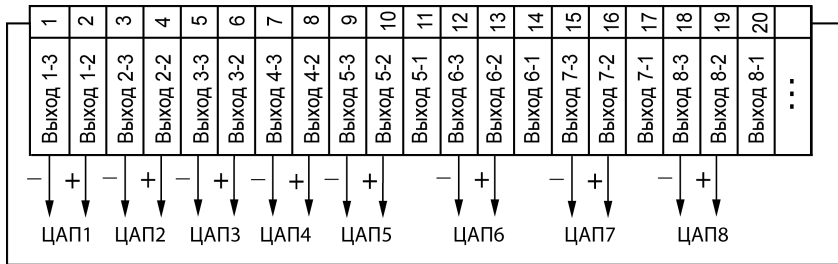 1 2 3 4 5 6 7 8 9 10 11 12 13 14 15 16 17 18 19 20
Выход 1-3 Выход 1-2 Выход 2-3 Выход 2-2 Выход 3-3 Выход 3-2 Выход 4-3 Выход 4-2 Выход 5-3 Выход 5-2 Выход 5-1 Выход 6-3 Выход 6-2 Выход 6-1 Выход 7-3 Выход 7-2 Выход 7-1 Выход 8-3 Выход 8-2 Выход 8-1 ...
− + − + − + − + − + − + − + − +
ЦАП1 ЦАП2 ЦАП3 ЦАП4 ЦАП5 ЦАП6 ЦАП7 ЦАП8